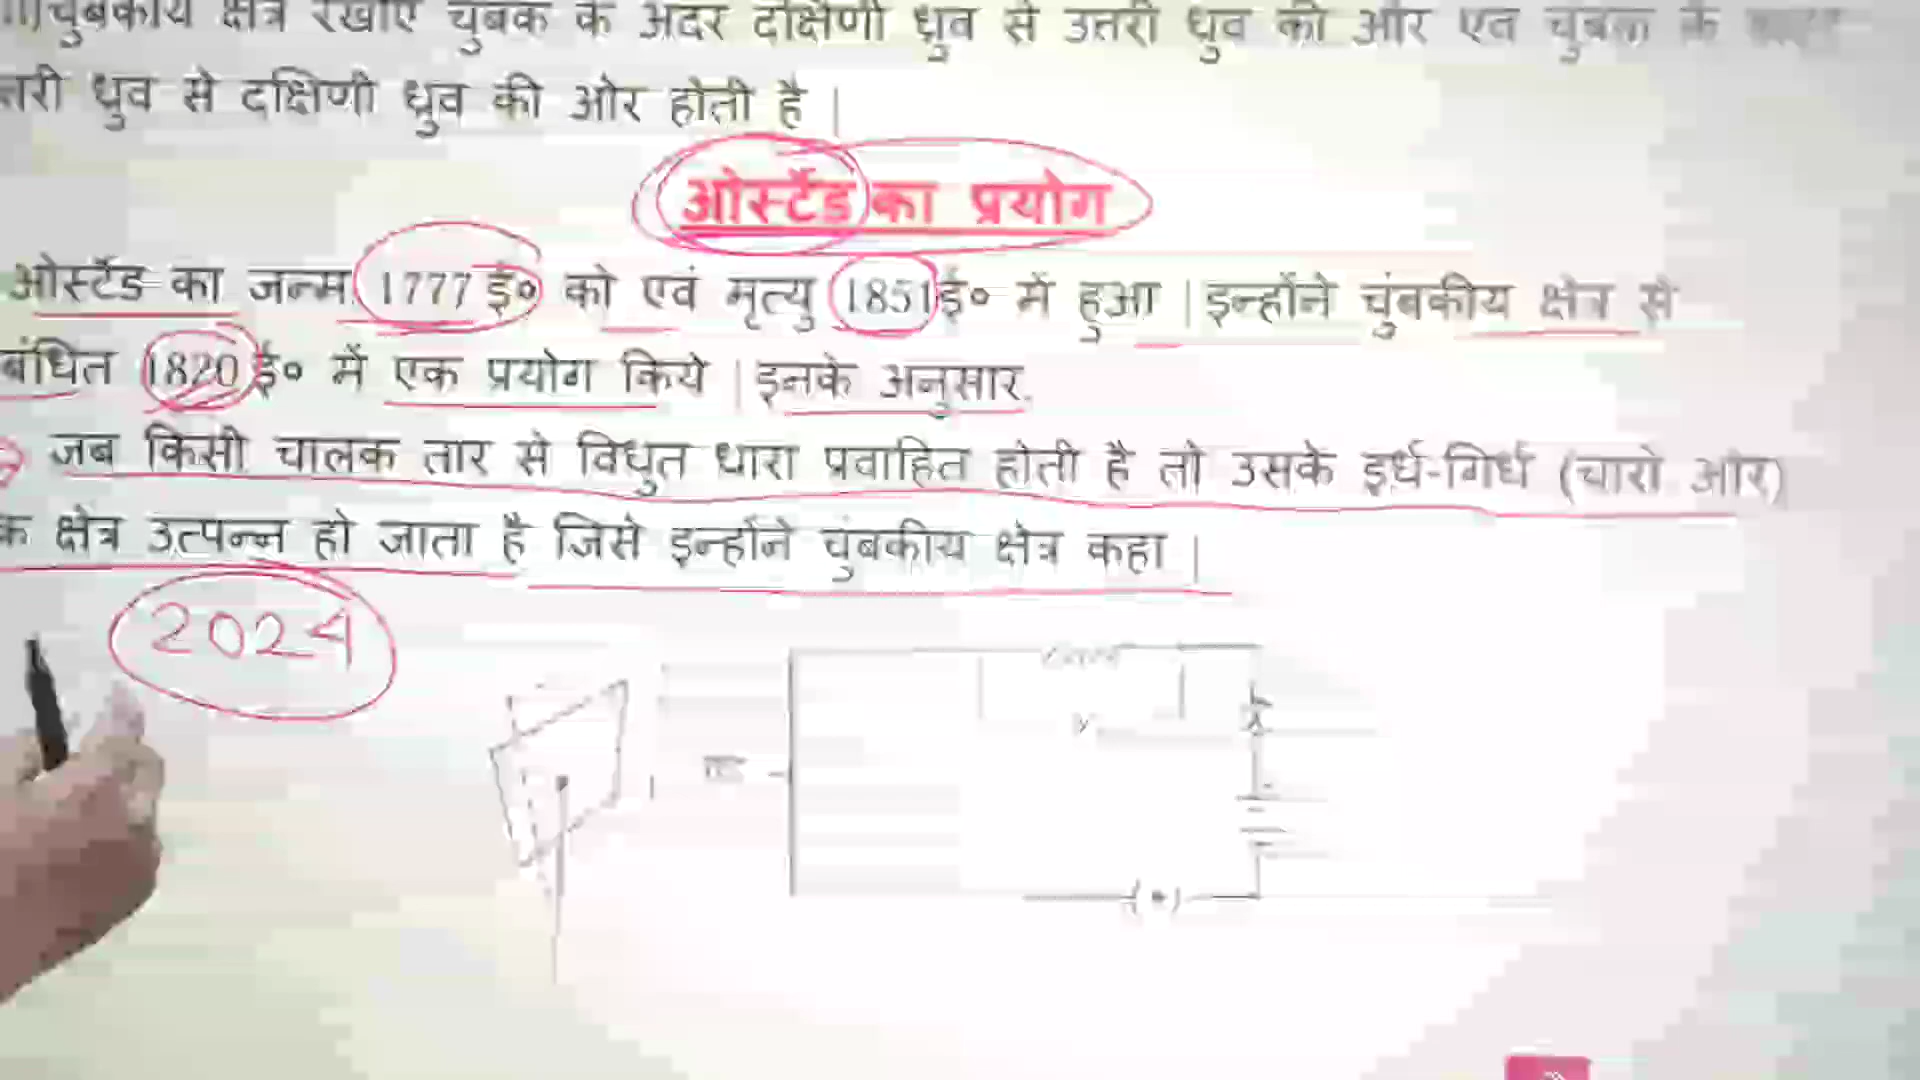 चुंबकीय क्षेत्र रेखाएँ चुंबक के अंदर दक्षिणी ध्रुव से उत्तरी ध्रुव की ओर एवं चुंबक के
त्तरी ध्रुव से दक्षिणी ध्रुव की ओर होती है |
ओर्स्टेड का प्रयोग
ओर्स्टेड का जन्म 1777 ई० को एवं मृत्यु 1851ई० में हुआ | इन्होंने चुंबकीय क्षेत्र से
बंधित 1820 ई० में एक प्रयोग किये | इनके अनुसार,
जब किसी चालक तार से विधुत धारा प्रवाहित होती है तो उसके इर्ध-गिर्ध (चारो ओर)
क क्षेत्र उत्पन्न हो जाता है जिसे इन्होंने चुंबकीय क्षेत्र कहा |
2024